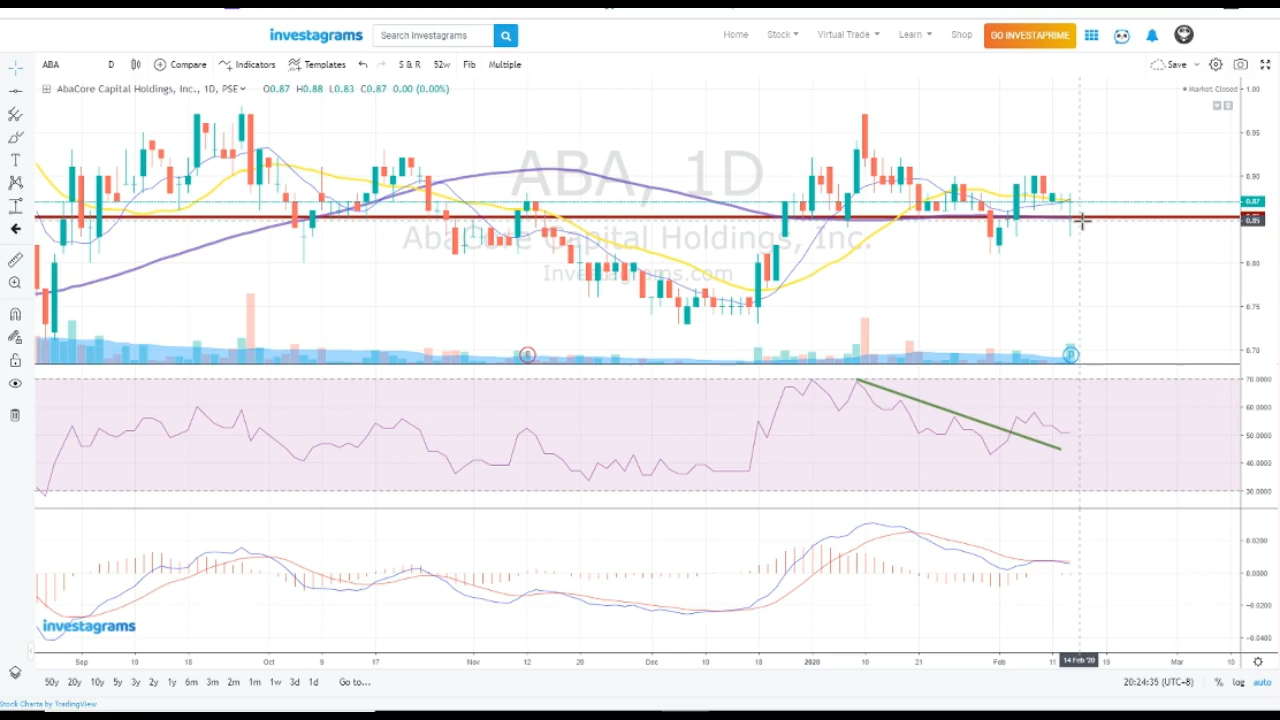 investagrams Search Investagrams Home Stock Virtual Trade Learn Shop GO INVESTAPRIME
ABA D Compare Indicators Templates S & R 52w Fib Multiple Save
AbaCore Capital Holdings, Inc., 1D, PSE O0.87 H0.88 L0.83 C0.87 0.00 (0.00%) Market Closed
1.00
0.95
ABA, 1D
0.90
0.87
0.85
AbaCore Capital Holdings, Inc.
Investagrams.com
0.80
0.75
0.70
E D
70.0000
60.0000
50.0000
40.0000
30.0000
0.0200
0.0000
-0.0200
investagrams
-0.0400
Sep 10 18 Oct 9 17 Nov 12 20 Dec 10 18 2020 10 21 Feb 11 14 Feb '20 18 Mar 10
50y 20y 10y 5y 3y 2y 1y 6m 3m 2m 1m 1w 3d 1d Go to... 20:24:35 (UTC+8) % log auto
Stock Charts by TradingView